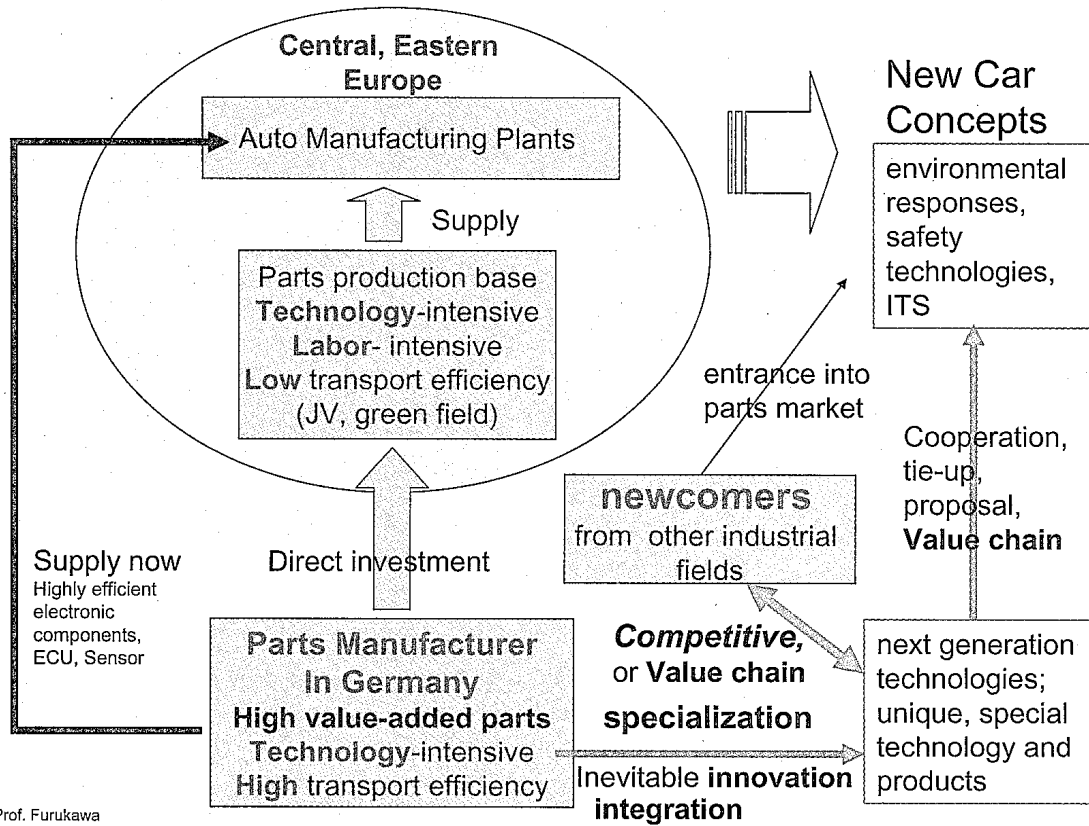 Central, Eastern
Europe
Auto Manufacturing Plants
Supply
Parts production base
Technology-intensive
Labor- intensive
Low transport efficiency
(JV, green field)
Direct investment
Supply now
Highly efficient
electronic
components,
ECU, Sensor
Parts Manufacturer
In Germany
High value-added parts
Technology-intensive
High transport efficiency
New Car
Concepts
environmental
responses,
safety
technologies,
ITS
entrance into
parts market
newcomers
from other industrial
fields
Cooperation,
tie-up,
proposal,
Value chain
Competitive,
or Value chain
specialization
Inevitable innovation
integration
next generation
technologies;
unique, special
technology and
products
Prof. Furukawa